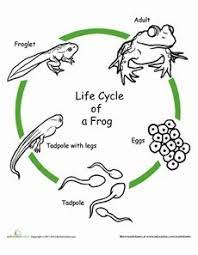 Adult
Froglet
Life Cycle
of
a Frog
Eggs
Tadpole with legs
Tadpole